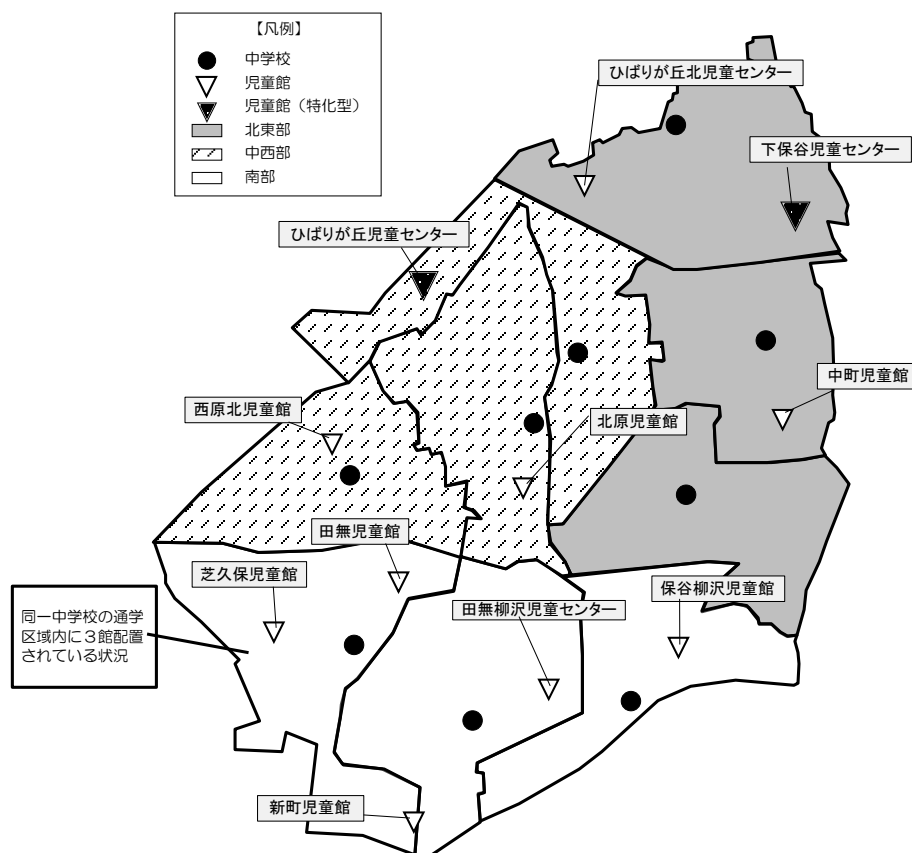 【凡例】
中学校
児童館
児童館（特化型）
北東部
中西部
南部
ひばりが丘北児童センター
下保谷児童センター
ひばりが丘児童センター
中町児童館
西原北児童館
北原児童館
田無児童館
芝久保児童館
田無柳沢児童センター
保谷柳沢児童館
同一中学校の通学
区域内に３館配置
されている状況
新町児童館